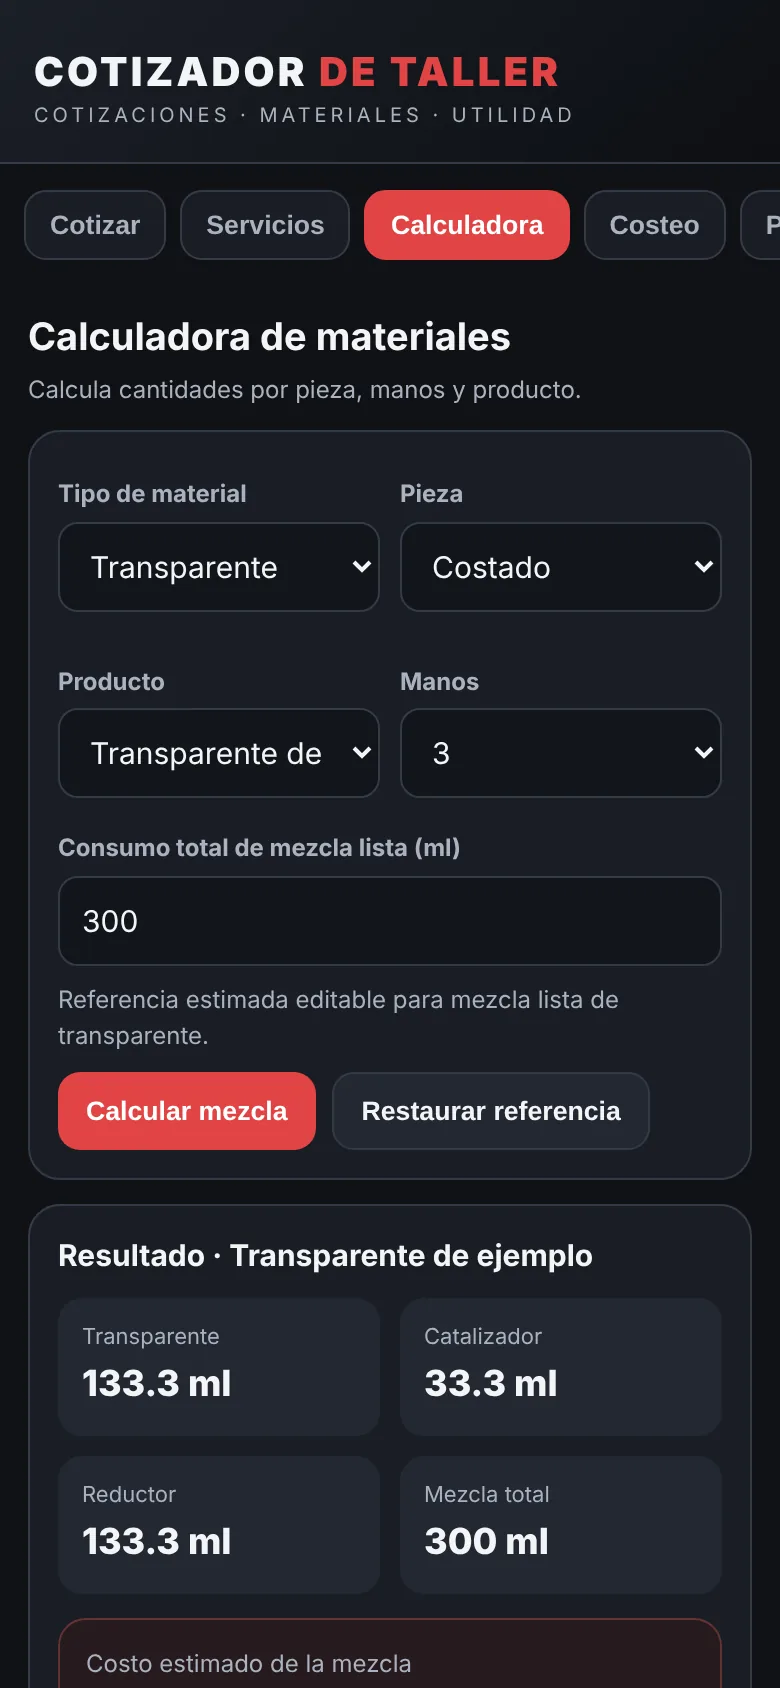 COTIZADOR DE TALLER
COTIZACIONES · MATERIALES · UTILIDAD
Cotizar Servicios Calculadora Costeo P
Calculadora de materiales
Calcula cantidades por pieza, manos y producto.
Tipo de material Pieza
Transparente Costado
Producto Manos
Transparente de 3
Consumo total de mezcla lista (ml)
300
Referencia estimada editable para mezcla lista de
transparente.
Calcular mezcla Restaurar referencia
Resultado · Transparente de ejemplo
Transparente Catalizador
133.3 ml 33.3 ml
Reductor Mezcla total
133.3 ml 300 ml
Costo estimado de la mezcla